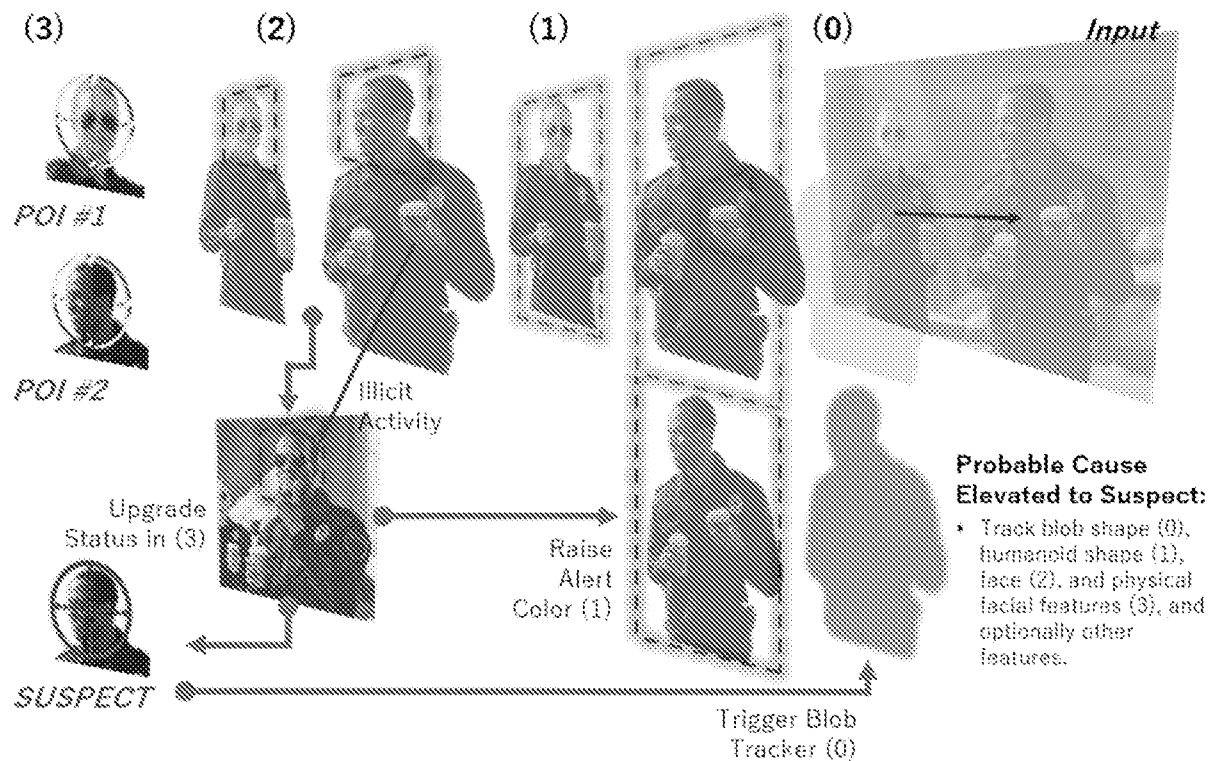 (3)
(2)
(1)
(0)
Input
POI #1
POI #2
Illicit
Activity
Upgrade
Status in (3)
Raise
Alert
Color (1)
SUSPECT
Trigger Blob
Tracker (0)
Probable Cause
Elevated to Suspect:
• Track blob shape (0),
humanoid shape (1),
face (2), and physical
facial features (3), and
optionally other
features.